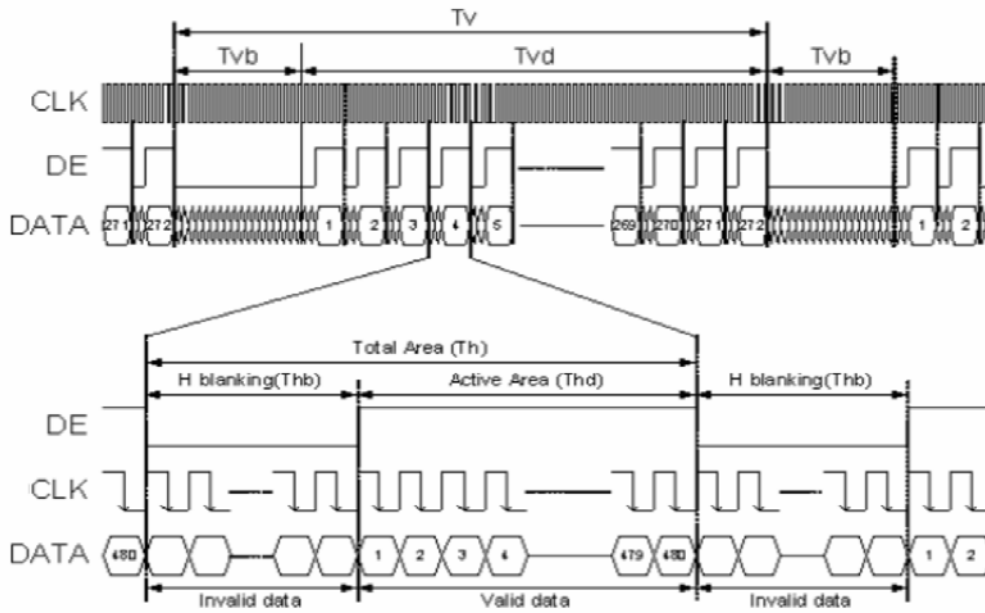 Tv
Tvb Tvd Tvb
CLK
DE
DATA 271 272 1 2 3 4 5 269 270 271 272 1 2
Total Area (Th)
H blanking(Thb) Active Area (Thd) H blanking(Thb)
DE
CLK
DATA 480 1 2 3 4 479 480 1 2
Invalid data Valid data Invalid data